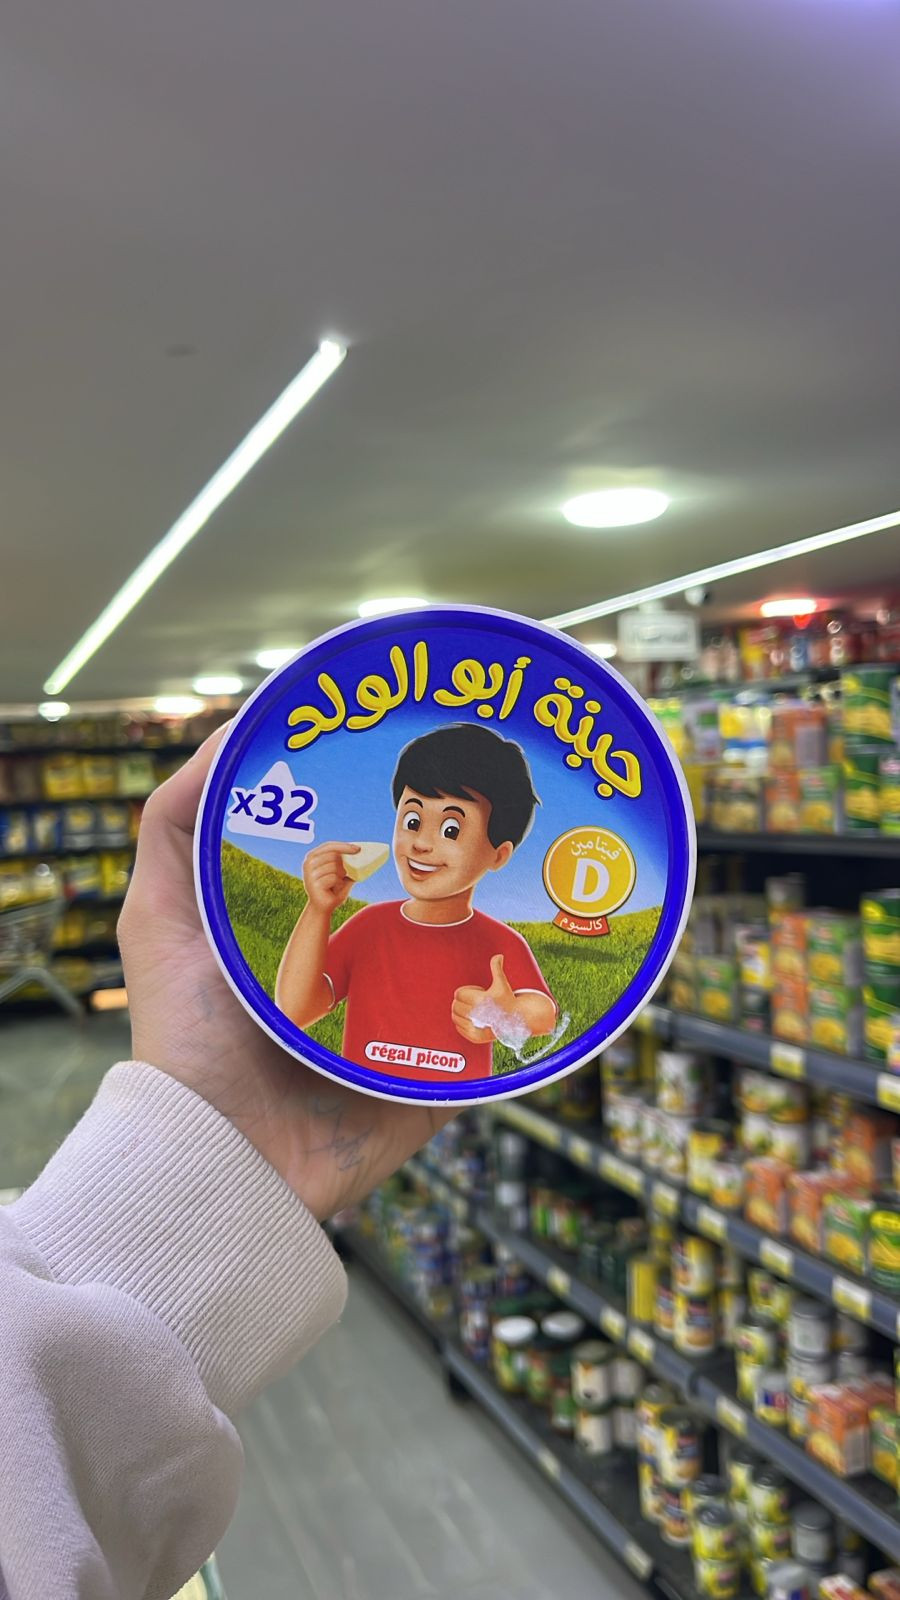 جبنة أبو الولد
x32
فيتامين
D
كالسيوم
régal picon